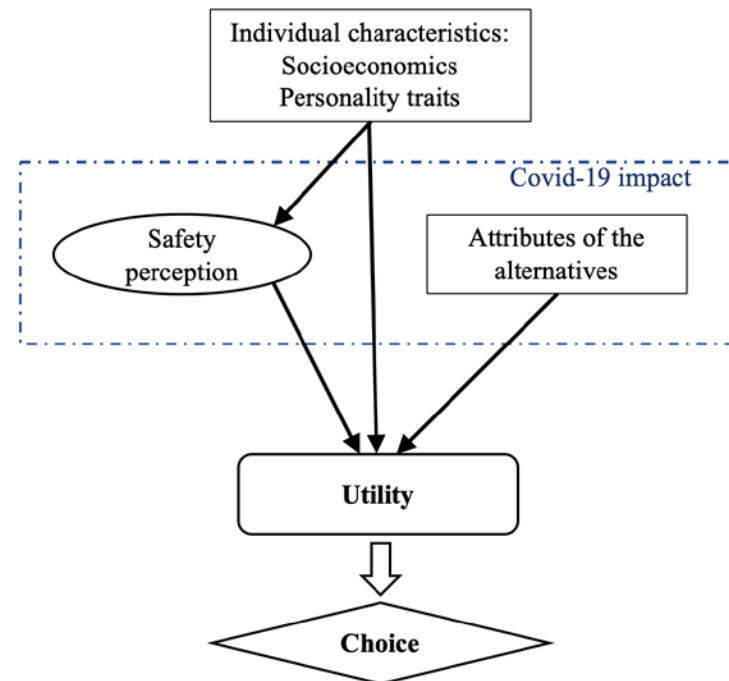 Individual characteristics:
Socioeconomics
Personality traits
Covid-19 impact
Safety
perception
Attributes of the
alternatives
Utility
Choice